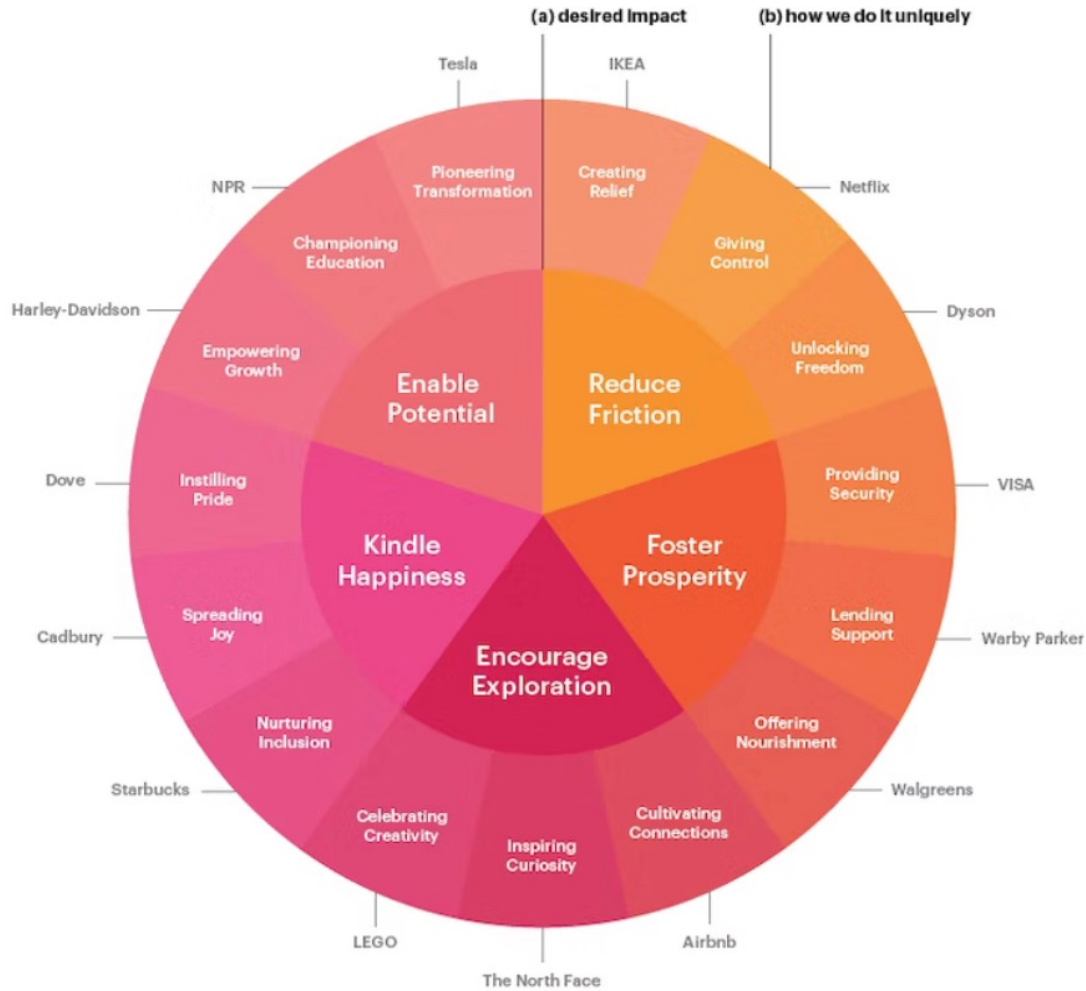 (a) desired impact
(b) how we do it uniquely
Tesla
IKEA
NPR
Netflix
Harley-Davidson
Dyson
Dove
VISA
Cadbury
Warby Parker
Starbucks
Walgreens
LEGO
Airbnb
The North Face
Pioneering
Transformation
Creating
Relief
Championing
Education
Giving
Control
Empowering
Growth
Unlocking
Freedom
Instilling
Pride
Providing
Security
Spreading
Joy
Lending
Support
Nurturing
Inclusion
Offering
Nourishment
Celebrating
Creativity
Inspiring
Curiosity
Cultivating
Connections
Enable
Potential
Reduce
Friction
Kindle
Happiness
Foster
Prosperity
Encourage
Exploration